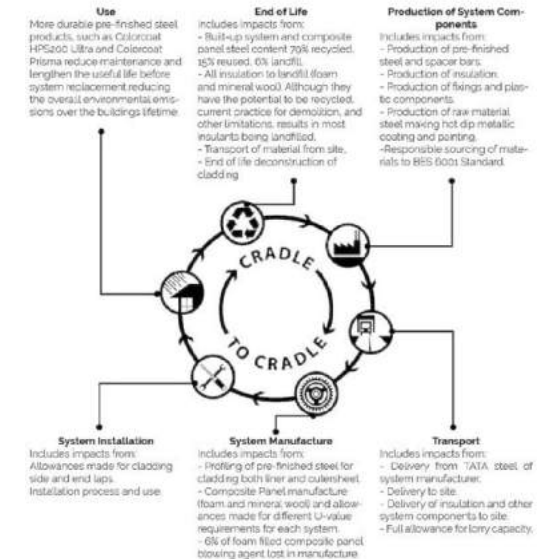 Use
More durable pre-finished steel
products, such as Colorcoat
HPS200 Ultra and Colorcoat
Prisma reduce maintenance and
lengthen the useful life before
system replacement reducing
the overall environmental emis-
sions over the buildings lifetime.
End of Life
Includes impacts from:
- Built-up system and composite
panel steel content 79% recycled,
15% reused, 6% landfill.
- All insulation to landfill (foam
and mineral wool). Although they
have the potential to be recycled,
current practice for demolition, and
other limitations, results in most
insulants being landfilled.
- Transport of material from site,
- End of life deconstruction of
cladding
Production of System Com-
ponents
Includes impacts from:
- Production of pre-finished
steel and spacer bars.
- Production of insulation.
- Production of fixings and plas-
tic components.
- Production of raw material
steel making hot dip metallic
coating and painting.
-Responsible sourcing of mate-
rials to BES 6001 Standard.
CRADLE
TO CRADLE
System Installation
Includes impacts from:
Allowances made for cladding
side and end laps.
Installation process and use.
System Manufacture
Includes impacts from:
- Profiling of pre-finished steel for
cladding both liner and outersheet.
- Composite Panel manufacture
(foam and mineral wool) and allow-
ances made for different U-value
requirements for each system.
- 6% of foam filled composite panel
blowing agent lost in manufacture.
Transport
Includes impacts from:
- Delivery from TATA steel of
system manufacturer.
- Delivery to site.
- Delivery of insulation and other
system components to site.
- Full allowance for lorry capacity.